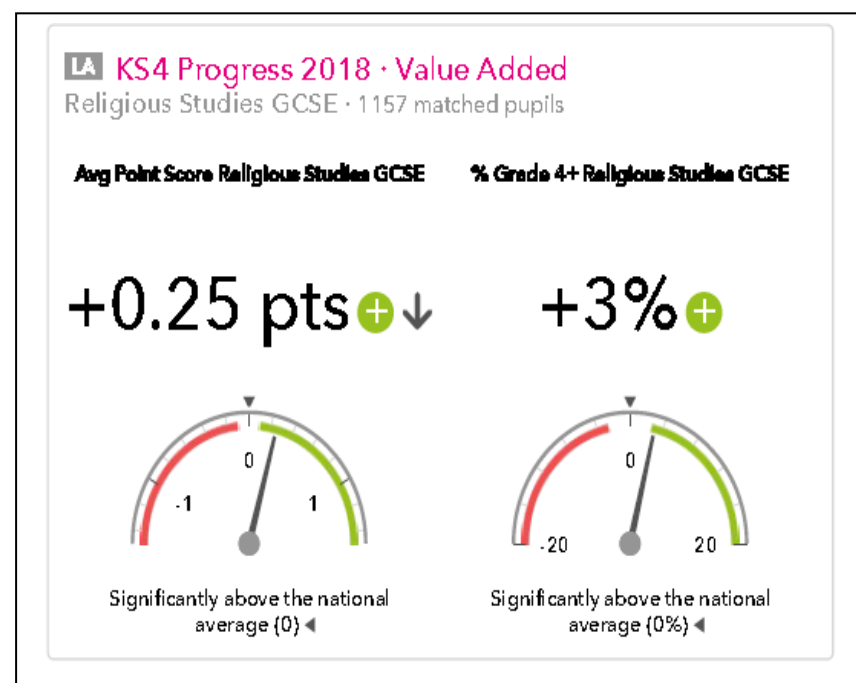 LA KS4 Progress 2018 · Value Added
Religious Studies GCSE · 1157 matched pupils
Avg Point Score Religious Studies GCSE
% Grade 4+ Religious Studies GCSE
+0.25 pts + ↓
+3% +
0
-1 1
0
-20 20
Significantly above the national
average (0) ◀
Significantly above the national
average (0%) ◀